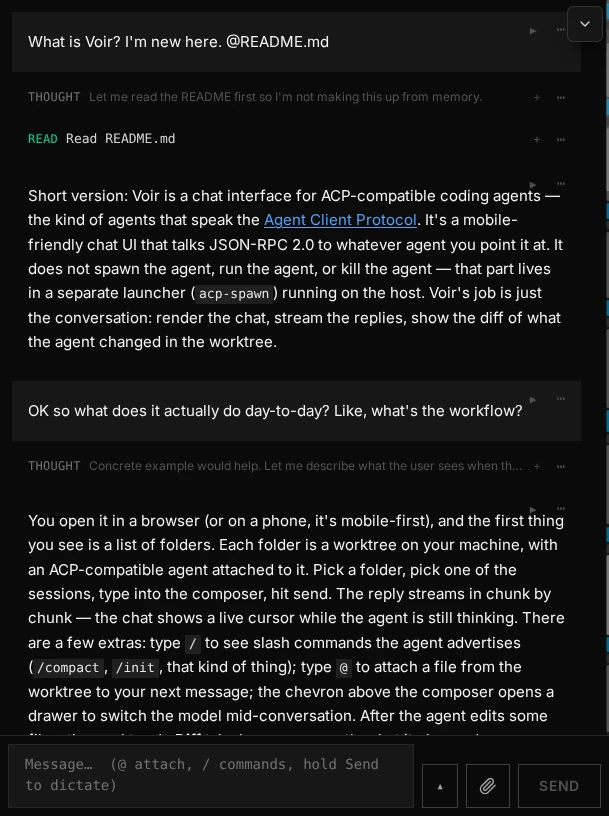 What is Voir? I'm new here. @README.md
THOUGHT Let me read the README first so I'm not making this up from memory.
READ Read README.md
Short version: Voir is a chat interface for ACP-compatible coding agents —
the kind of agents that speak the Agent Client Protocol. It's a mobile-
friendly chat UI that talks JSON-RPC 2.0 to whatever agent you point it at. It
does not spawn the agent, run the agent, or kill the agent — that part lives
in a separate launcher (acp-spawn) running on the host. Voir's job is just
the conversation: render the chat, stream the replies, show the diff of what
the agent changed in the worktree.
OK so what does it actually do day-to-day? Like, what's the workflow?
THOUGHT Concrete example would help. Let me describe what the user sees when th…
You open it in a browser (or on a phone, it's mobile-first), and the first thing
you see is a list of folders. Each folder is a worktree on your machine, with
an ACP-compatible agent attached to it. Pick a folder, pick one of the
sessions, type into the composer, hit send. The reply streams in chunk by
chunk — the chat shows a live cursor while the agent is still thinking. There
are a few extras: type / to see slash commands the agent advertises
(/compact, /init, that kind of thing); type @ to attach a file from the
worktree to your next message; the chevron above the composer opens a
drawer to switch the model mid-conversation. After the agent edits some
Message… (@ attach, / commands, hold Send
to dictate)
SEND